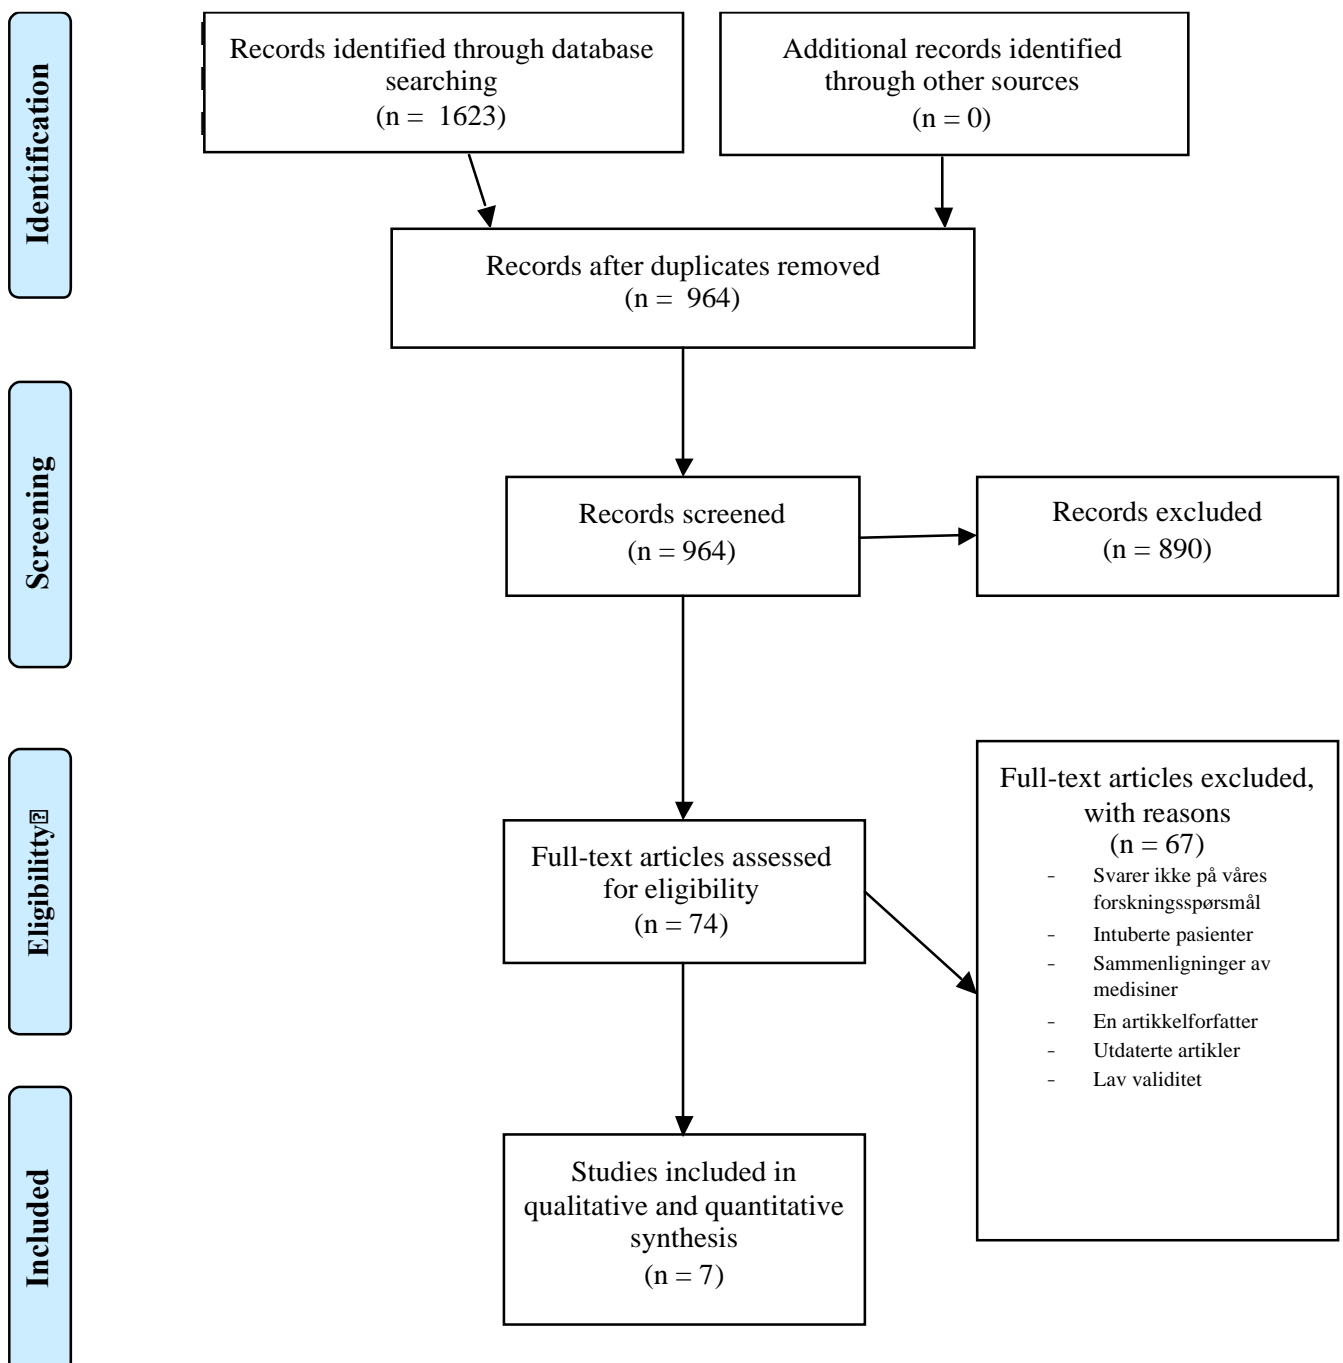 Identification
Records identified through database
searching
(n = 1623)
Additional records identified
through other sources
(n = 0)
Records after duplicates removed
(n = 964)
Screening
Records screened
(n = 964)
Records excluded
(n = 890)
Eligibilitty
Full-text articles assessed
for eligibility
(n = 74)
Full-text articles excluded,
with reasons
(n = 67)
- Svarer ikke på våres
forskningsspørsmål
- Intuberte pasienter
- Sammenligninger av
medisiner
- En artikkelforfatter
- Utdaterte artikler
- Lav validitet
Included
Studies included in
qualitative and quantitative
synthesis
(n = 7)